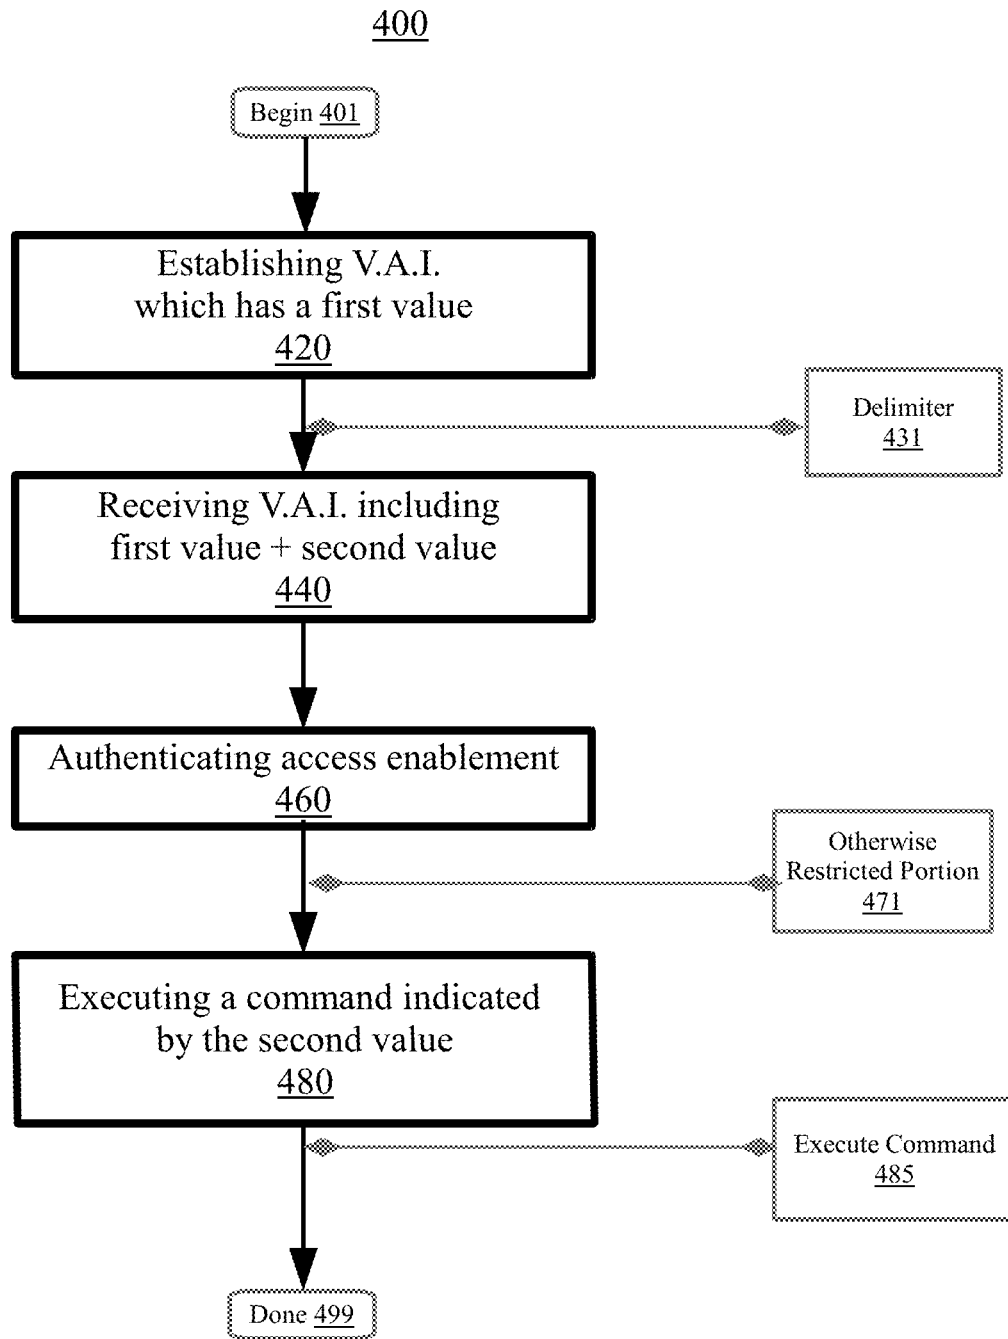 400
Begin 401
Establishing V.A.I.
which has a first value
420
Delimiter
431
Receiving V.A.I. including
first value + second value
440
Authenticating access enablement
460
Otherwise
Restricted Portion
471
Executing a command indicated
by the second value
480
Execute Command
485
Done 499